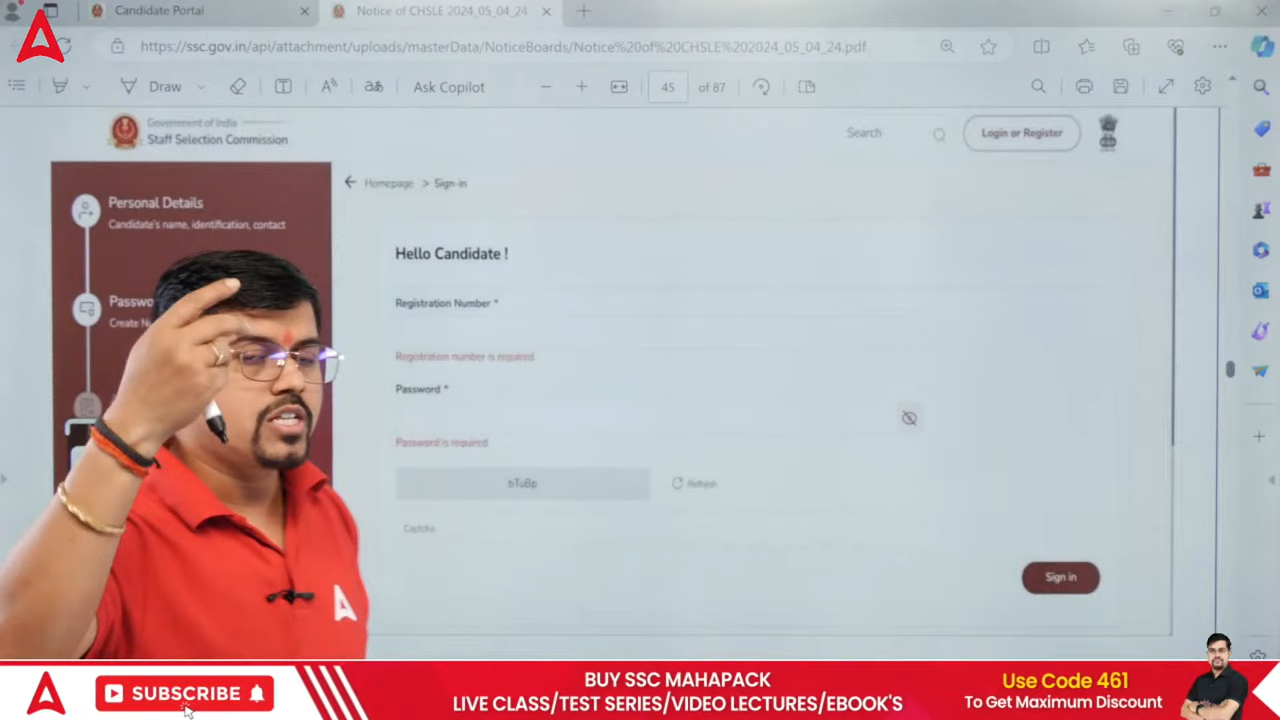 Candidate Portal
Notice of CHSLE 2024_05_04_24
https://ssc.gov.in/api/attachment/uploads/masterData/NoticeBoards/Notice%20of%20CHSLE%202024_05_04_24.pdf
Draw
Ask Copilot
45
of 87
Government of India
Staff Selection Commission
Search
Login or Register
Personal Details
Candidate's name, identification, contact
Homepage > Sign-in
Hello Candidate !
Registration Number *
Registration number is required
Password *
Password is required
bTuBp
Refresh
Captcha
Sign in
SUBSCRIBE
BUY SSC MAHAPACK
LIVE CLASS/TEST SERIES/VIDEO LECTURES/EBOOK'S
Use Code 461
To Get Maximum Discount